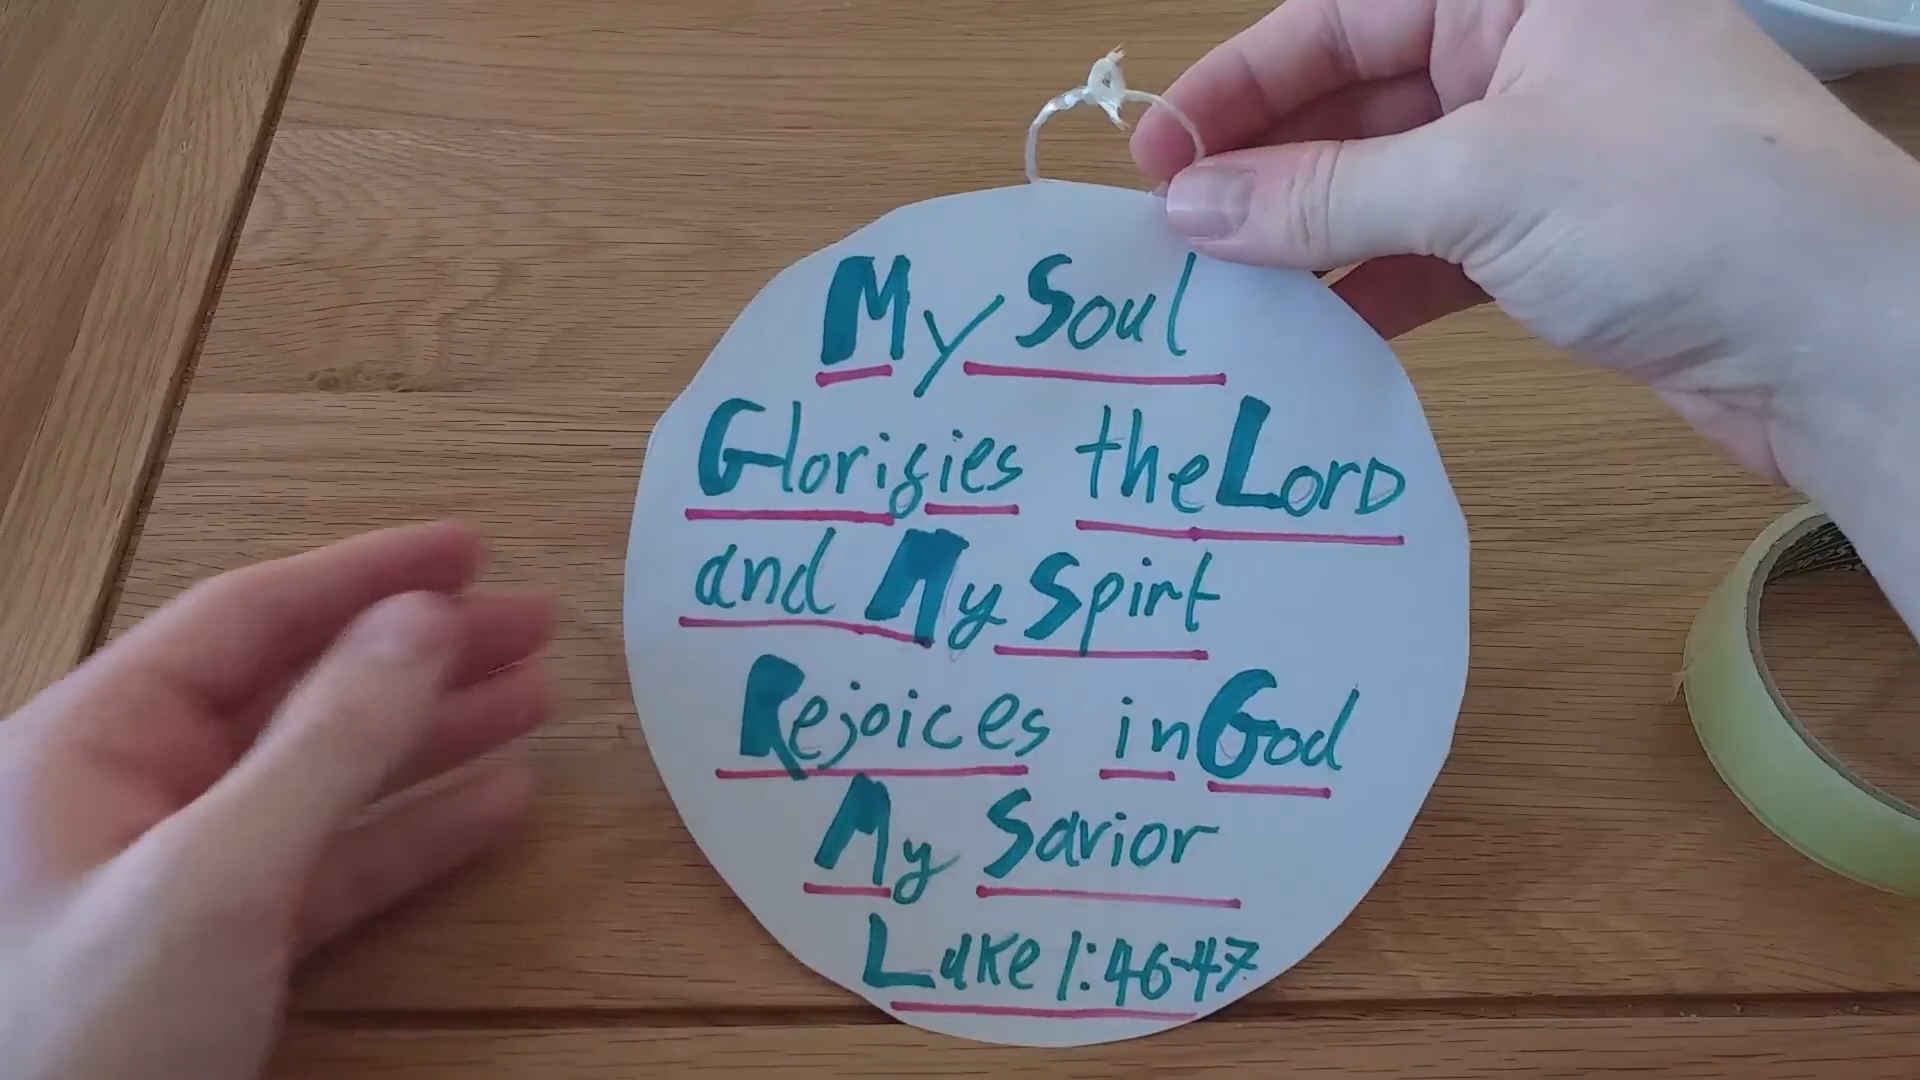 My Soul
Glorifies the LorD
and My Spirt
Rejoices in God
My Savior
Luke 1:46-47